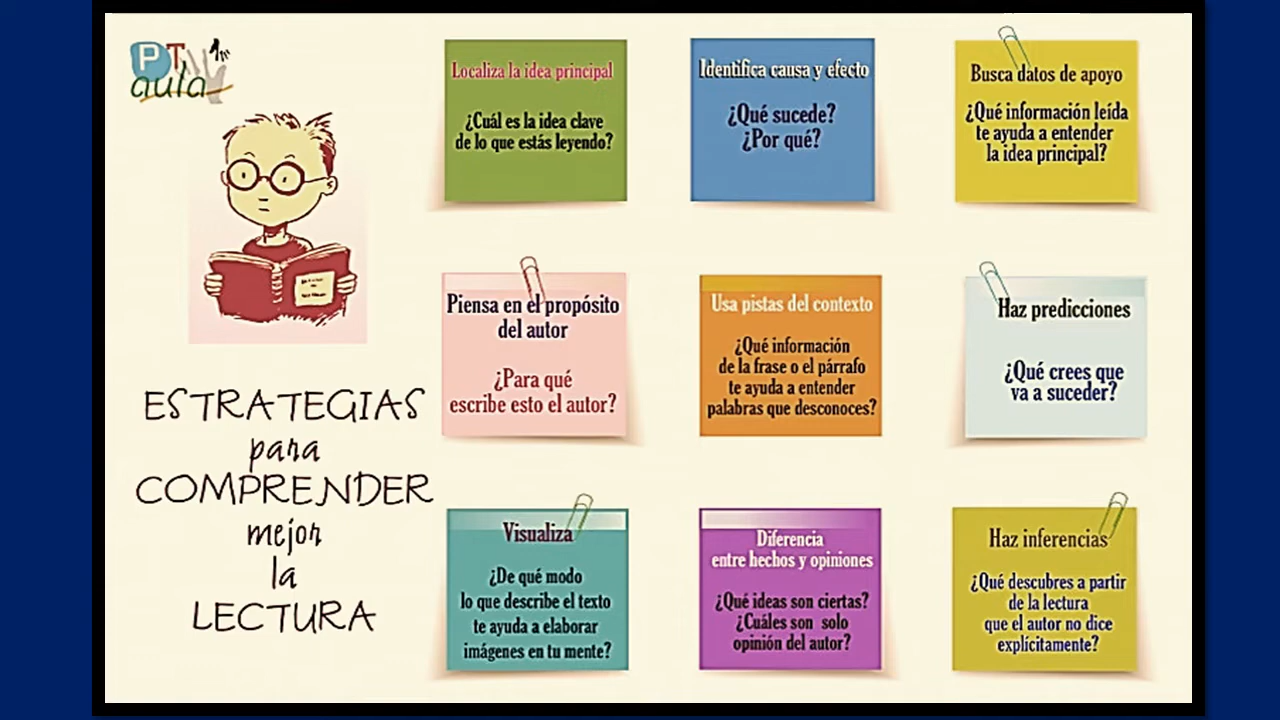 PT
aula
ESTRATEGIAS
para
COMPRENDER
mejor
la
LECTURA
Localiza la idea principal
¿Cuál es la idea clave
de lo que estás leyendo?
Identifica causa y efecto
¿Qué sucede?
¿Por qué?
Busca datos de apoyo
¿Qué información leída
te ayuda a entender
la idea principal?
Piensa en el propósito
del autor
¿Para qué
escribe esto el autor?
Usa pistas del contexto
¿Qué información
de la frase o el párrafo
te ayuda a entender
palabras que desconoces?
Haz predicciones
¿Qué crees que
va a suceder?
Visualiza
¿De qué modo
lo que describe el texto
te ayuda a elaborar
imágenes en tu mente?
Diferencia
entre hechos y opiniones
¿Qué ideas son ciertas?
¿Cuáles son solo
opinión del autor?
Haz inferencias
¿Qué descubres a partir
de la lectura
que el autor no dice
explícitamente?